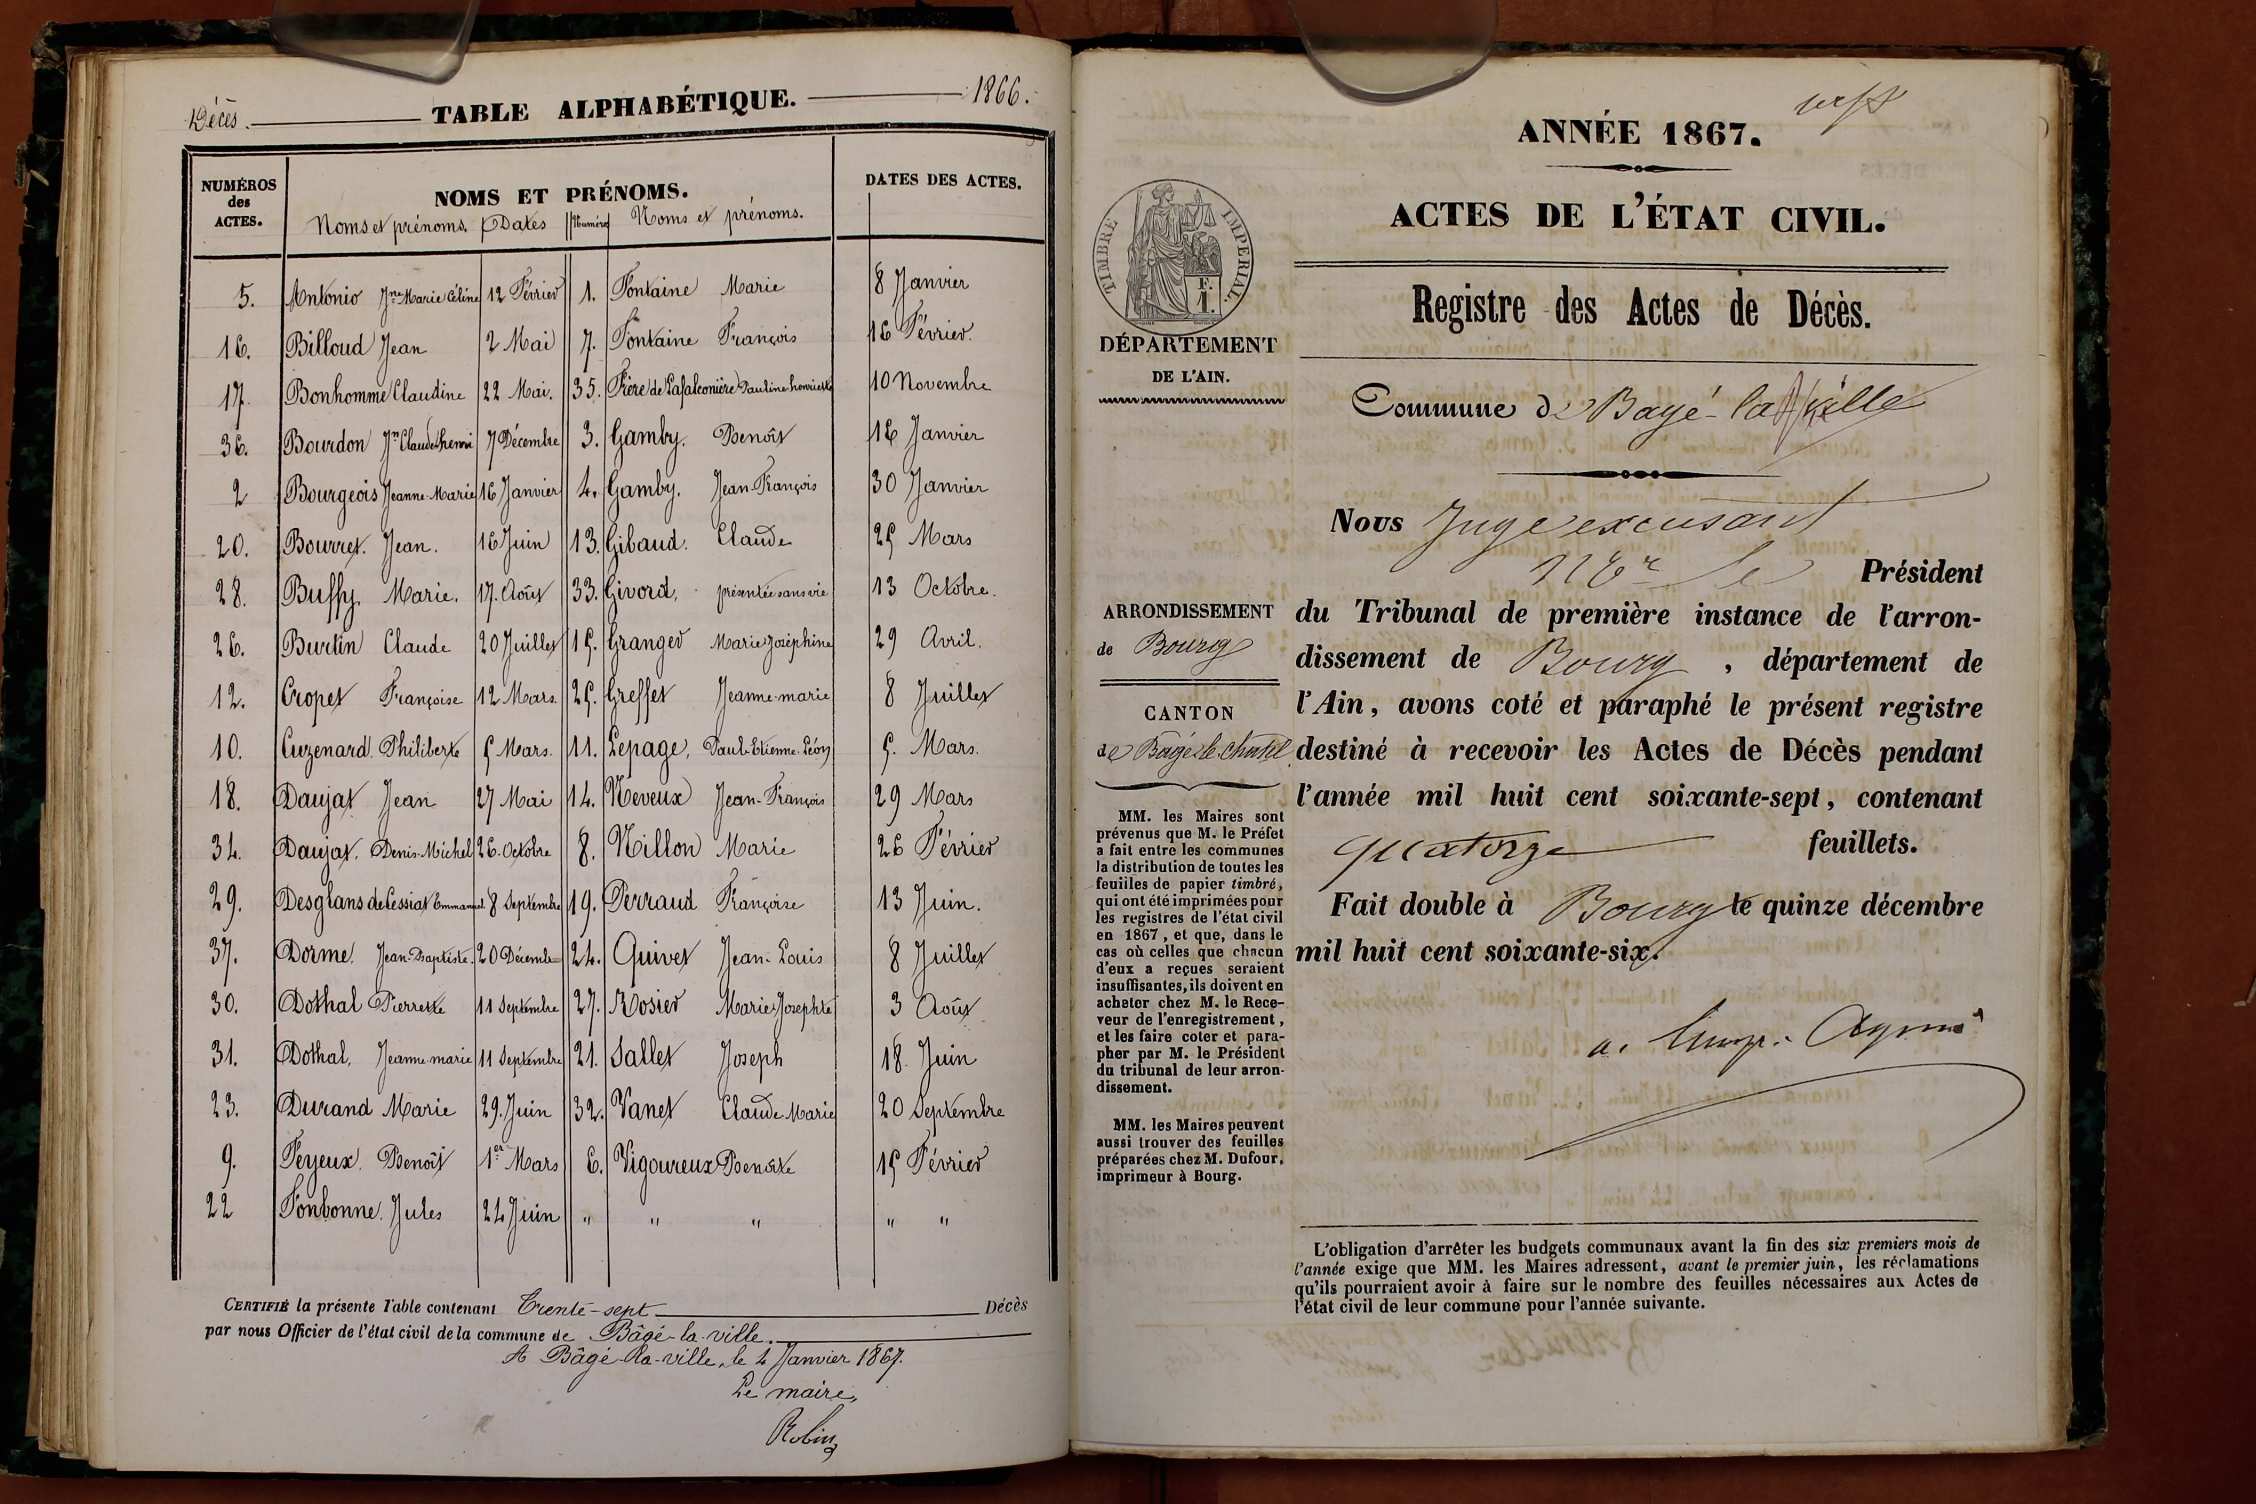 Décès. TABLE ALPHABÉTIQUE. 1866.
NUMÉROS des ACTES. NOMS ET PRÉNOMS. DATES DES ACTES.
Noms et prénoms. Dates Numéros Noms et prénoms.
5. Antonio Jne Marie Céline 12 Février 1. Fontaine Marie 8 Janvier
16. Billoud Jean 2 Mai 7. Fontaine François 16 Février.
17. Bonhomme Claudine 22 Mai. 35. Frère de Lafalconière Pauline henriette 10 Novembre
36. Bourdon Jn Claude henri 7 Décembre 3. Gamby. Benoît 16 Janvier
2 Bourgeois Jeanne-Marie 16 Janvier 4. Gamby. Jean-François 30 Janvier
20. Bourret. Jean. 16 Juin 13. Gibaud. Claude 25 Mars
28. Buffy. Marie. 17. Août 33. Givord, présentée sans vie 13 Octobre.
26. Burtin Claude 20 Juillet 15. Granger Marie Joséphine 29 Avril.
12. Cropet Françoise 12 Mars. 25. Greffet Jeanne-marie 8 Juillet
10. Cuzenard. Philiberte 5 Mars. 11. Lepage, Paul-Etienne-Léon 5. Mars.
18. Daujat Jean 27 Mai 14. Neveux Jean-François 29 Mars
34. Daujat. Denis-Michel 26. Octobre 8. Nillon Marie 26 Février
29. Desglans de Cessiat Emmanuel. 8 Septembre 19. Perraud Françoise 13 Juin.
37. Dorme. Jean-Baptiste. 20 Décembre 24. Quivet Jean-Louis 8 Juillet
30. Dothal Pierrette 11 Septembre 27. Rosier Marie Josephte 3 Août
31. Dothal, Jeanne-marie 11 Septembre 21. Sallet Joseph 18. Juin
23. Durand Marie 29. Juin 32. Vanet Claude Marie 20 Septembre
9. Feyeux. Benoît 1er Mars 6. Vigoureux Benoîte 15 Février
22 Fonbonne. Jules 24 Juin " " " " "
CERTIFIÉ la présente Table contenant Trente-sept Décès
par nous Officier de l'état civil de la commune de Bâgé-la-ville.
A Bâgé-la-ville, le 4 Janvier 1867.
Le maire,
Robin
ANNÉE 1867.
ACTES DE L'ÉTAT CIVIL.
TIMBRE IMPÉRIAL.
F. 1.
Registre des Actes de Décès.
DÉPARTEMENT
DE L'AIN.
Commune de Bagé-la-Ville
Nous Juge excusant
Mr le Président
ARRONDISSEMENT
de Bourg
du Tribunal de première instance de l'arron-
dissement de Bourg, département de
l'Ain, avons coté et paraphé le présent registre
CANTON
de Bâgé-le-chatel
destiné à recevoir les Actes de Décès pendant
l'année mil huit cent soixante-sept, contenant
quatorze feuillets.
Fait double à Bourg le quinze décembre
mil huit cent soixante-six.
MM. les Maires sont
prévenus que M. le Préfet
a fait entre les communes
la distribution de toutes les
feuilles de papier timbré,
qui ont été imprimées pour
les registres de l'état civil
en 1867, et que, dans le
cas où celles que chacun
d'eux a reçues seraient
insuffisantes, ils doivent en
acheter chez M. le Rece-
veur de l'enregistrement,
et les faire coter et para-
pher par M. le Président
du tribunal de leur arron-
dissement.
MM. les Maires peuvent
aussi trouver des feuilles
préparées chez M. Dufour,
imprimeur à Bourg.
L'obligation d'arrêter les budgets communaux avant la fin des six premiers mois de
l'année exige que MM. les Maires adressent, avant le premier juin, les réclamations
qu'ils pourraient avoir à faire sur le nombre des feuilles nécessaires aux Actes de
l'état civil de leur commune pour l'année suivante.